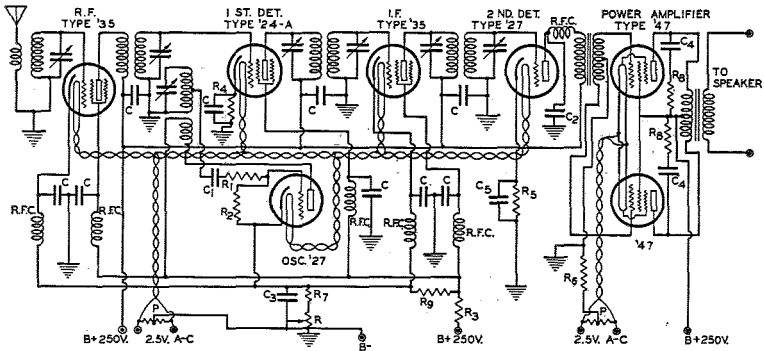 R.F.
TYPE '35
1 ST. DET.
TYPE '24-A
I.F.
TYPE '35
2 ND. DET.
TYPE '27
R.F.C.
POWER AMPLIFIER
TYPE '47
C4
R8
TO
SPEAKER
R4
C
C
C
C
C2
R8
C4
C1
R1
R2
C
C
C
R.F.C.
R.F.C.
R.F.C.
C
R.F.C.
C
C
R.F.C.
C5
R5
OSC. '27
'47
C3
R7
R
R9
R3
R6
P
P
B+250V.
2.5V. A-C
B-
B+250V.
2.5V. A-C
B+250V.